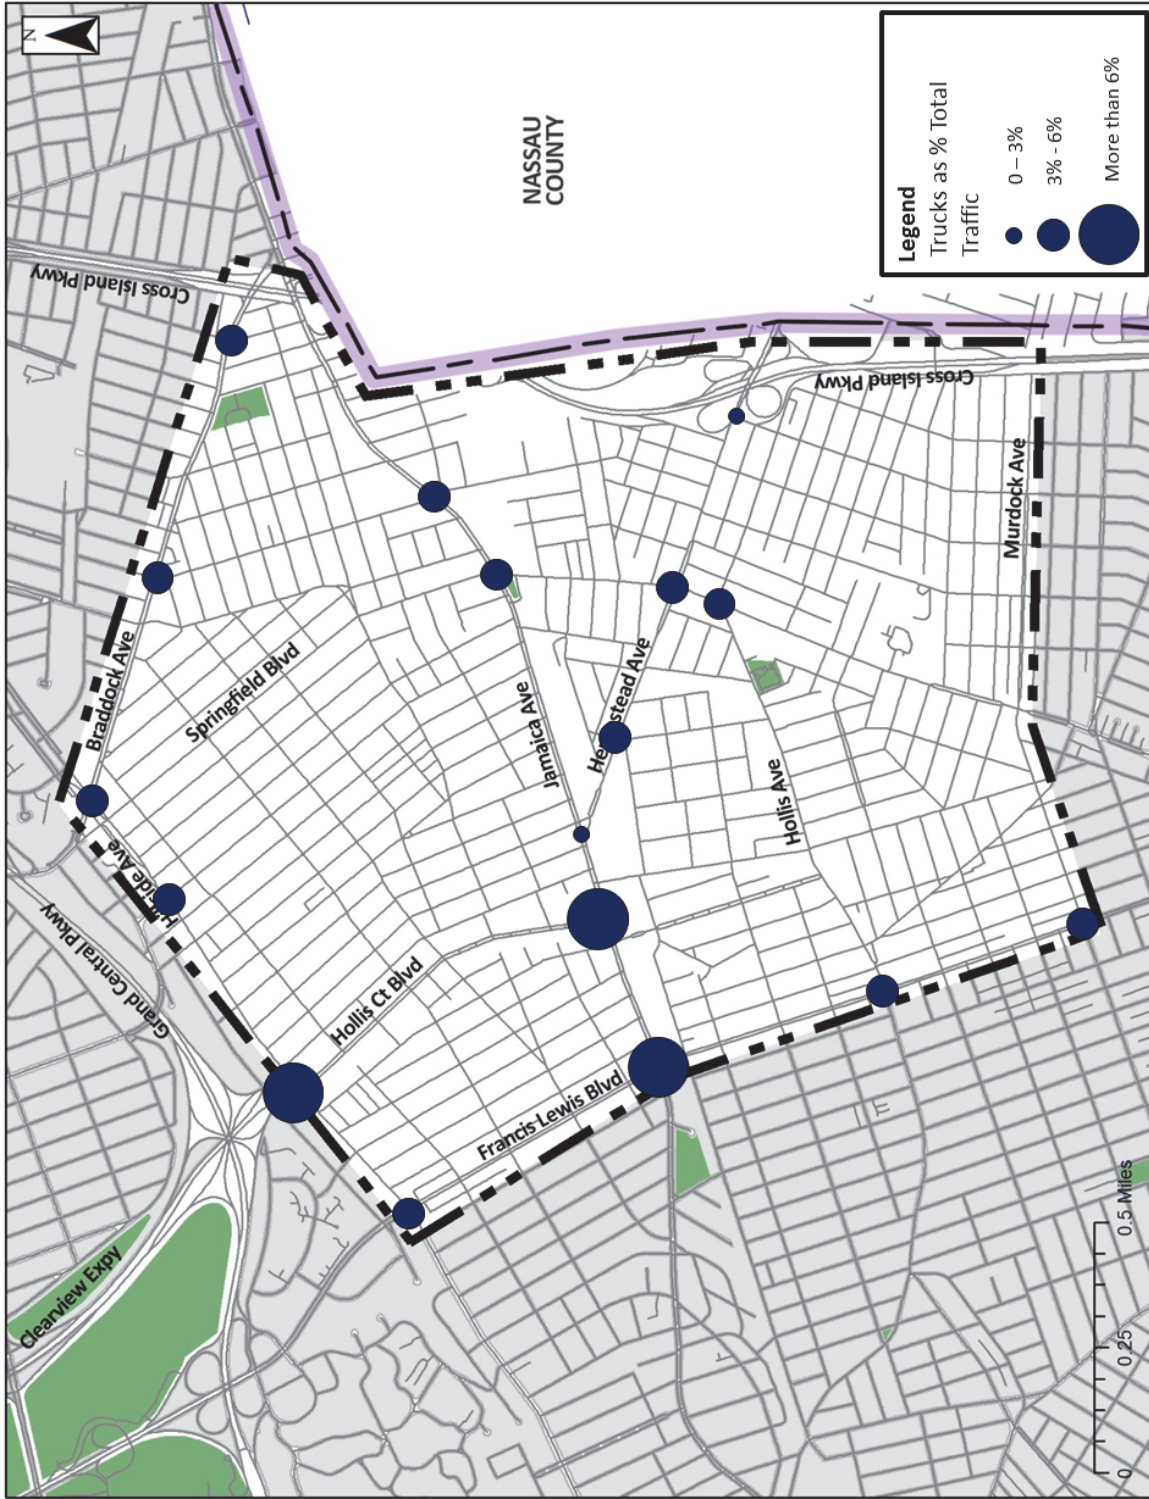 N
Cross Island Pkwy
NASSAU
COUNTY
Legend
Trucks as % Total
Traffic
0 – 3%
3% - 6%
More than 6%
Cross Island Pkwy
Murdock Ave
Braddock Ave
Springfield Blvd
Jamaica Ave
Hollis Ave
Grand Central Pkwy
Hollis Ct Blvd
Francis Lewis Blvd
Clearview Expy
0
0.25
0.5 Miles